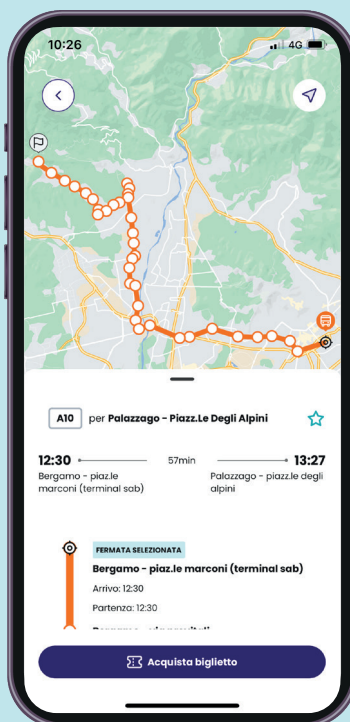 10:26
4G
A10 per Palazzago - Piazz.Le Degli Alpini
12:30 57min 13:27
Bergamo - piaz.le Palazzago - piazz.le degli
marconi (terminal sab) alpini
FERMATA SELEZIONATA
Bergamo - piaz.le marconi (terminal sab)
Arrivo: 12:30
Partenza: 12:30
Acquista biglietto